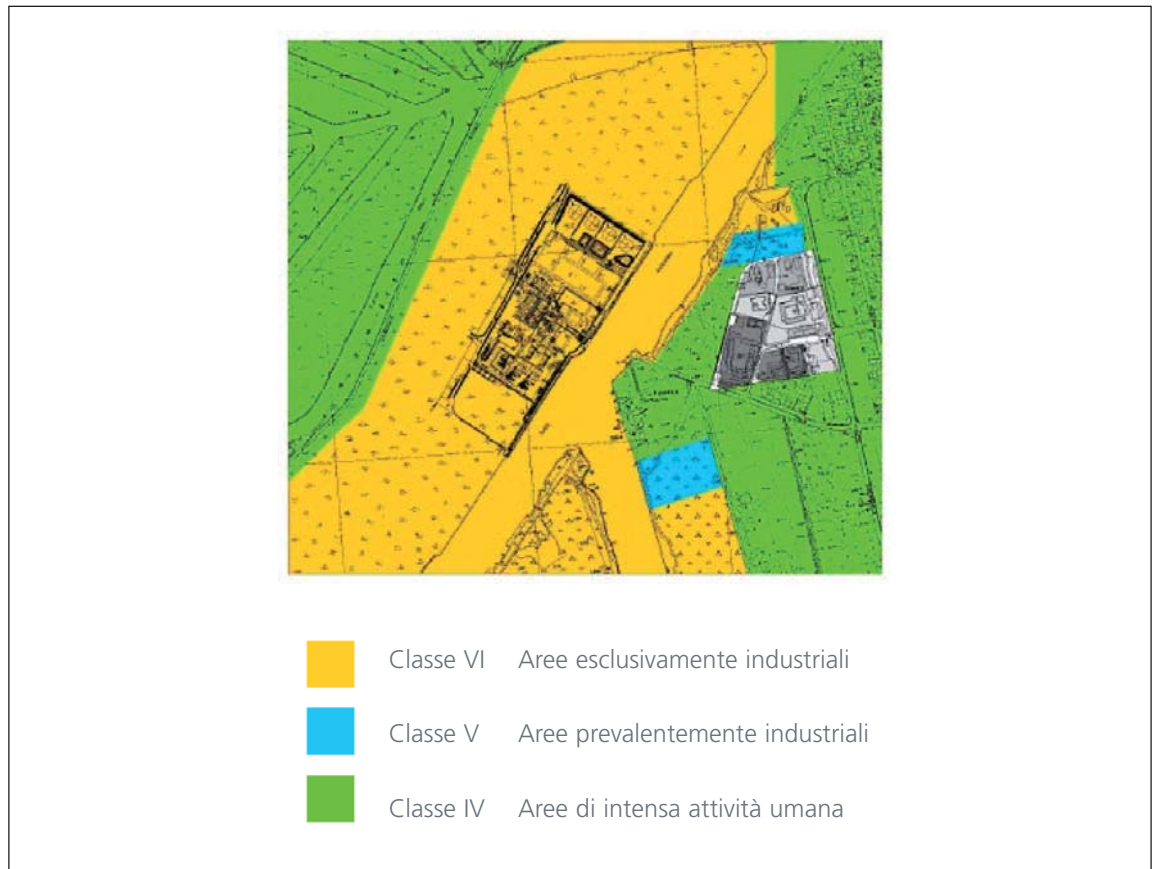 Classe VI Aree esclusivamente industriali
Classe V Aree prevalentemente industriali
Classe IV Aree di intensa attività umana